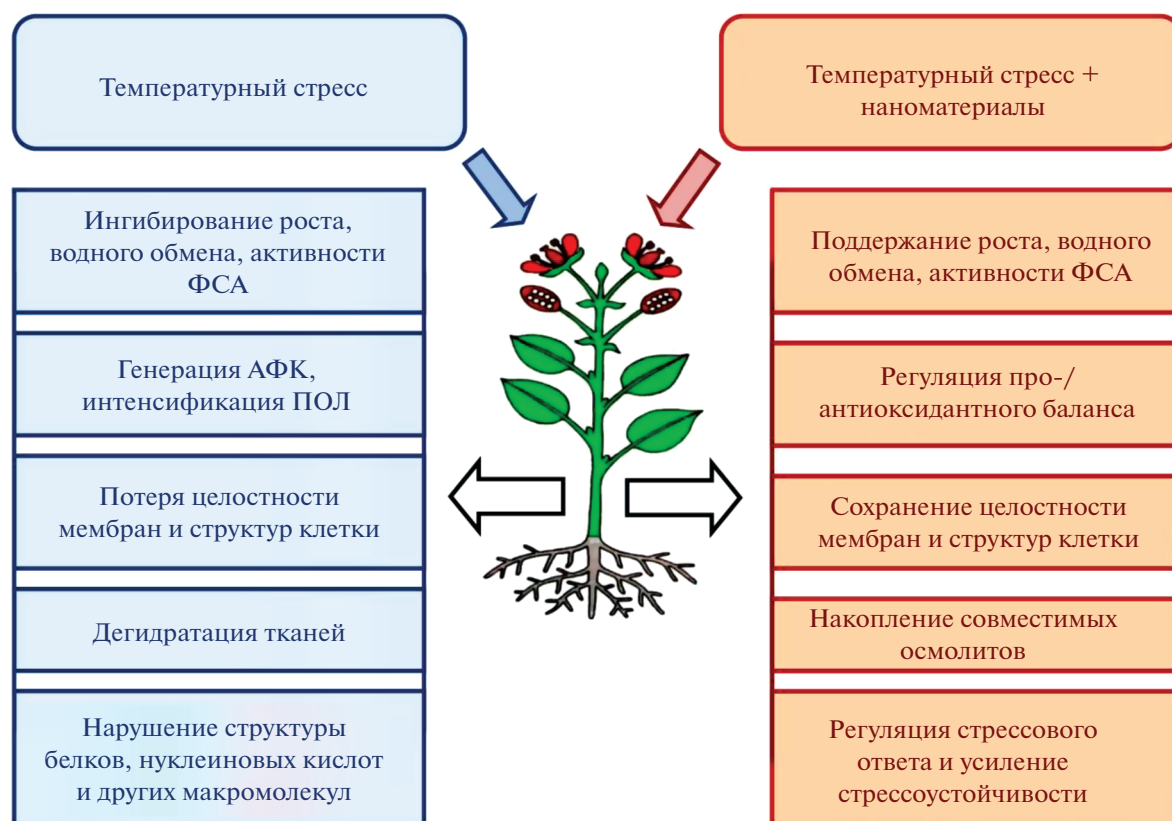 Температурный стресс
Температурный стресс +
наноматериалы
Ингибирование роста,
водного обмена, активности
ФСА
Генерация АФК,
интенсификация ПОЛ
Потеря целостности
мембран и структур клетки
Дегидратация тканей
Нарушение структуры
белков, нуклеиновых кислот
и других макромолекул
Поддержание роста, водного
обмена, активности ФСА
Регуляция про-/
антиоксидантного баланса
Сохранение целостности
мембран и структур клетки
Накопление совместимых
осмолитов
Регуляция стрессового
ответа и усиление
стрессоустойчивости